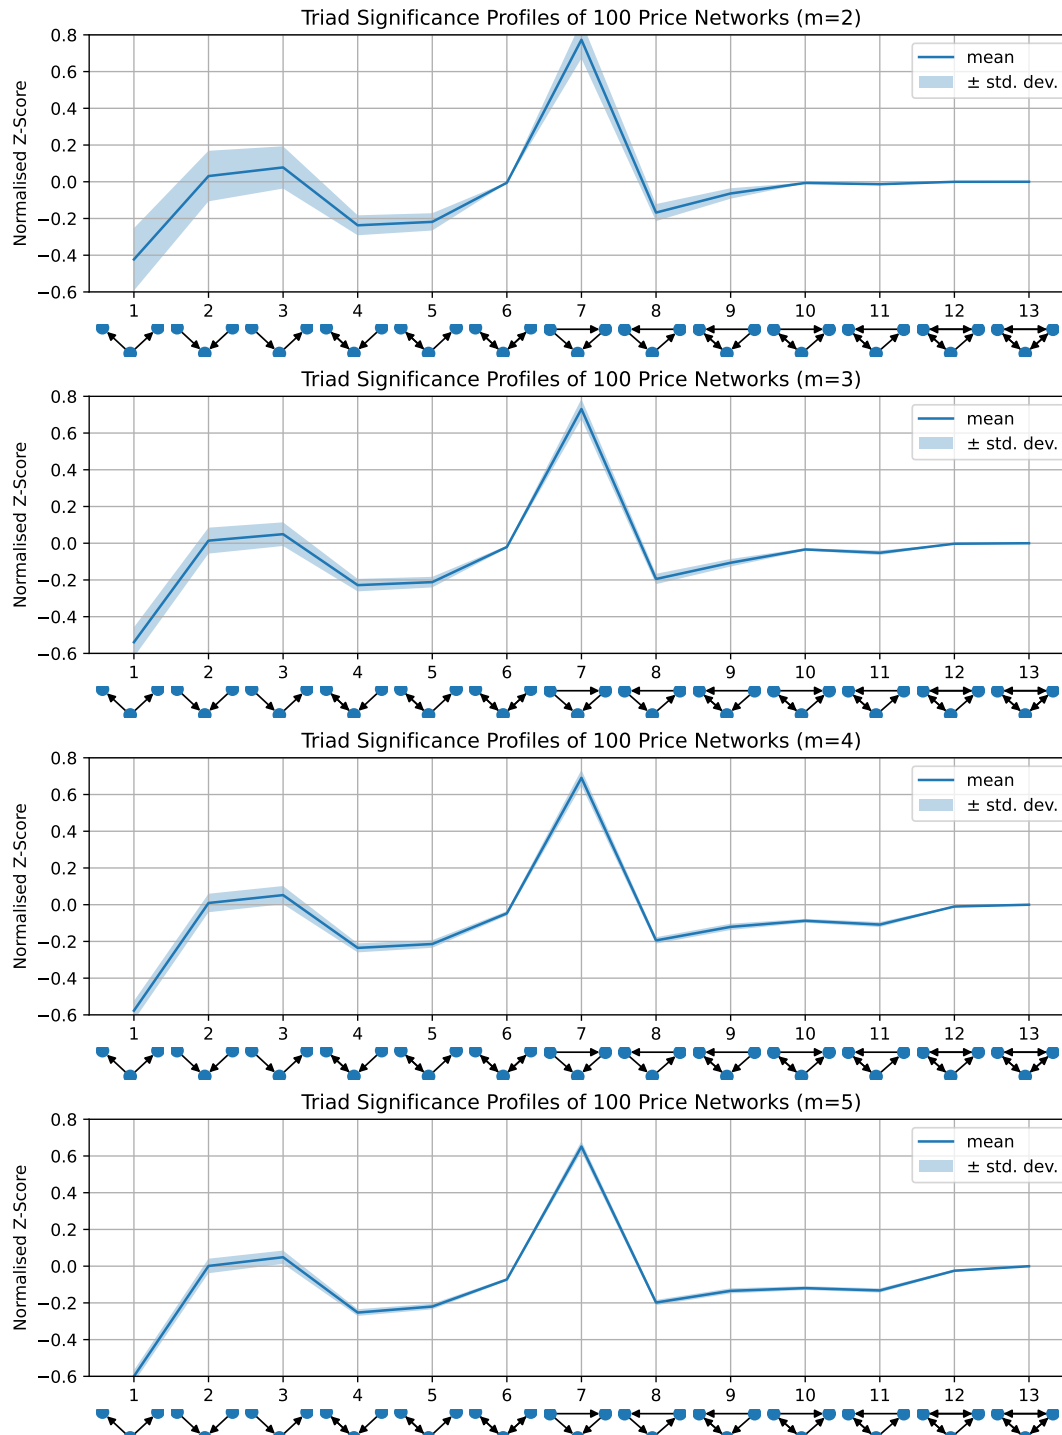 Triad Significance Profiles of 100 Price Networks (m=2)
Normalised Z-Score
0.8
0.6
0.4
0.2
0.0
−0.2
−0.4
−0.6
mean
± std. dev.
1 2 3 4 5 6 7 8 9 10 11 12 13
Triad Significance Profiles of 100 Price Networks (m=3)
Normalised Z-Score
0.8
0.6
0.4
0.2
0.0
−0.2
−0.4
−0.6
mean
± std. dev.
1 2 3 4 5 6 7 8 9 10 11 12 13
Triad Significance Profiles of 100 Price Networks (m=4)
Normalised Z-Score
0.8
0.6
0.4
0.2
0.0
−0.2
−0.4
−0.6
mean
± std. dev.
1 2 3 4 5 6 7 8 9 10 11 12 13
Triad Significance Profiles of 100 Price Networks (m=5)
Normalised Z-Score
0.8
0.6
0.4
0.2
0.0
−0.2
−0.4
−0.6
mean
± std. dev.
1 2 3 4 5 6 7 8 9 10 11 12 13